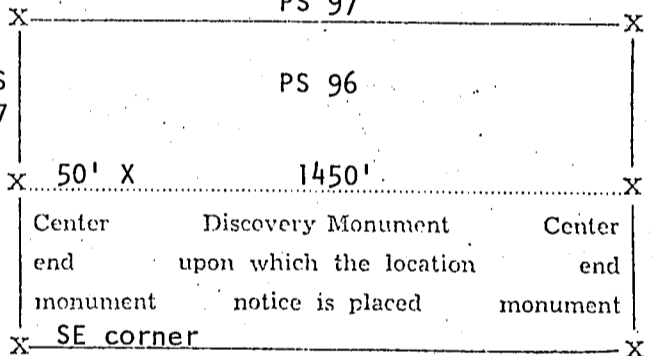 X PS 97 X
PS 96
X 50' X 1450' X
Center Discovery Monument Center
end upon which the location end
monument notice is placed monument
X SE corner X